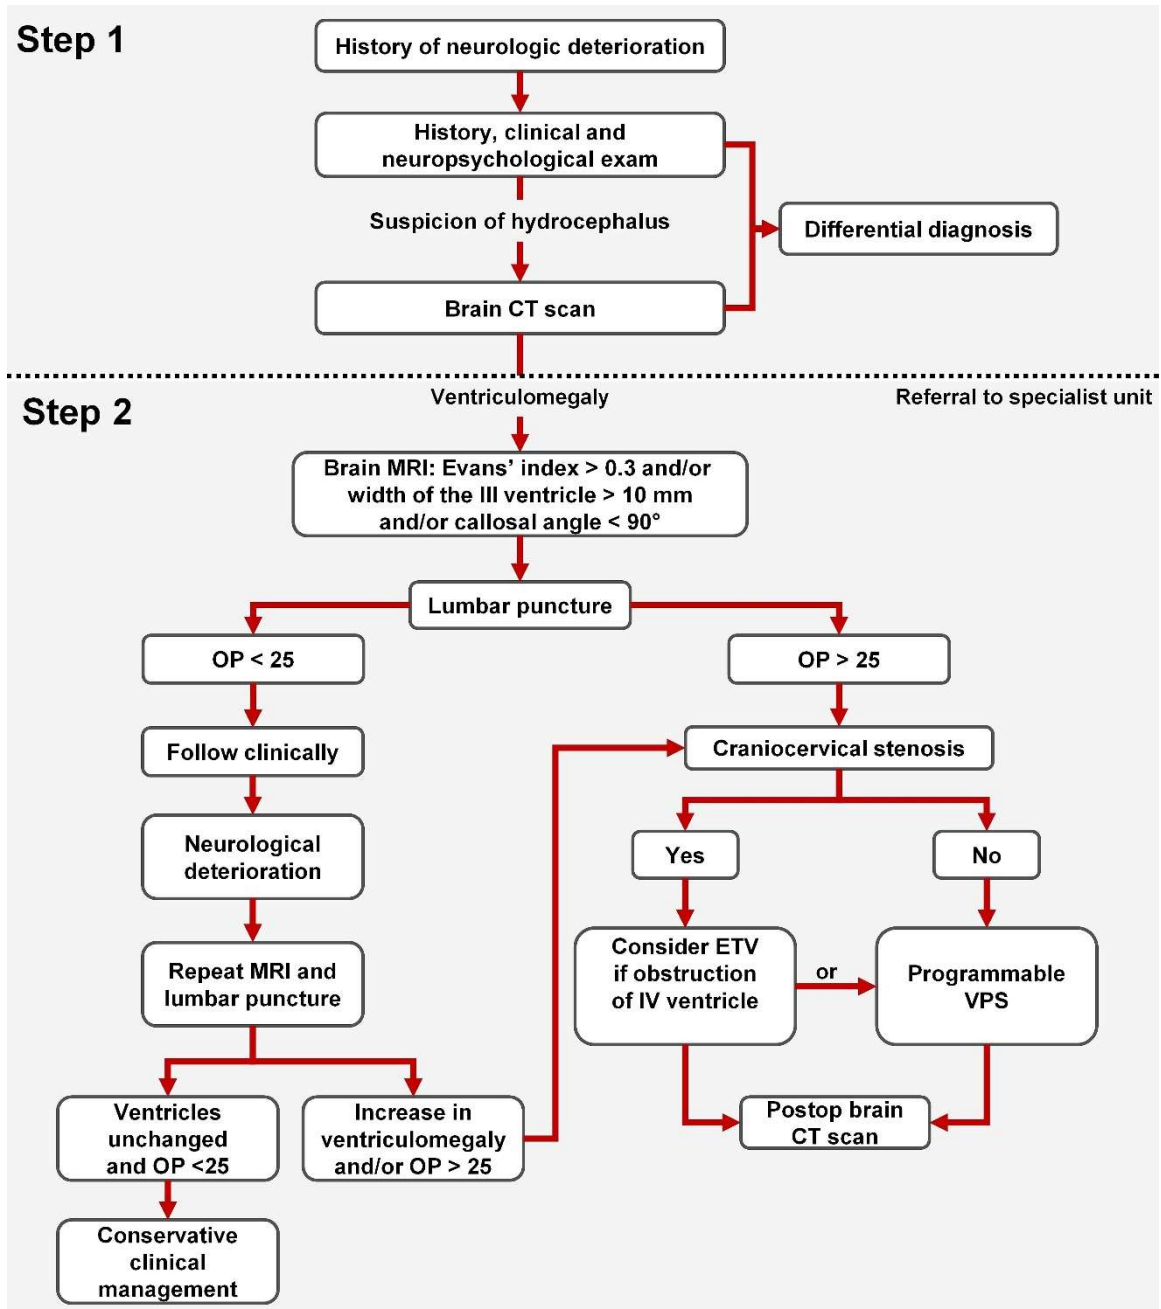 Step 1
History of neurologic deterioration
History, clinical and
neuropsychological exam
Suspicion of hydrocephalus
Differential diagnosis
Brain CT scan
Step 2
Ventriculomegaly
Referral to specialist unit
Brain MRI: Evans’ index > 0.3 and/or
width of the III ventricle > 10 mm
and/or callosal angle < 90°
Lumbar puncture
OP < 25
OP > 25
Follow clinically
Craniocervical stenosis
Neurological
deterioration
Yes
No
Repeat MRI and
lumbar puncture
Consider ETV
if obstruction
of IV ventricle
or
Programmable
VPS
Ventricles
unchanged
and OP <25
Increase in
ventriculomegaly
and/or OP > 25
Postop brain
CT scan
Conservative
clinical
management